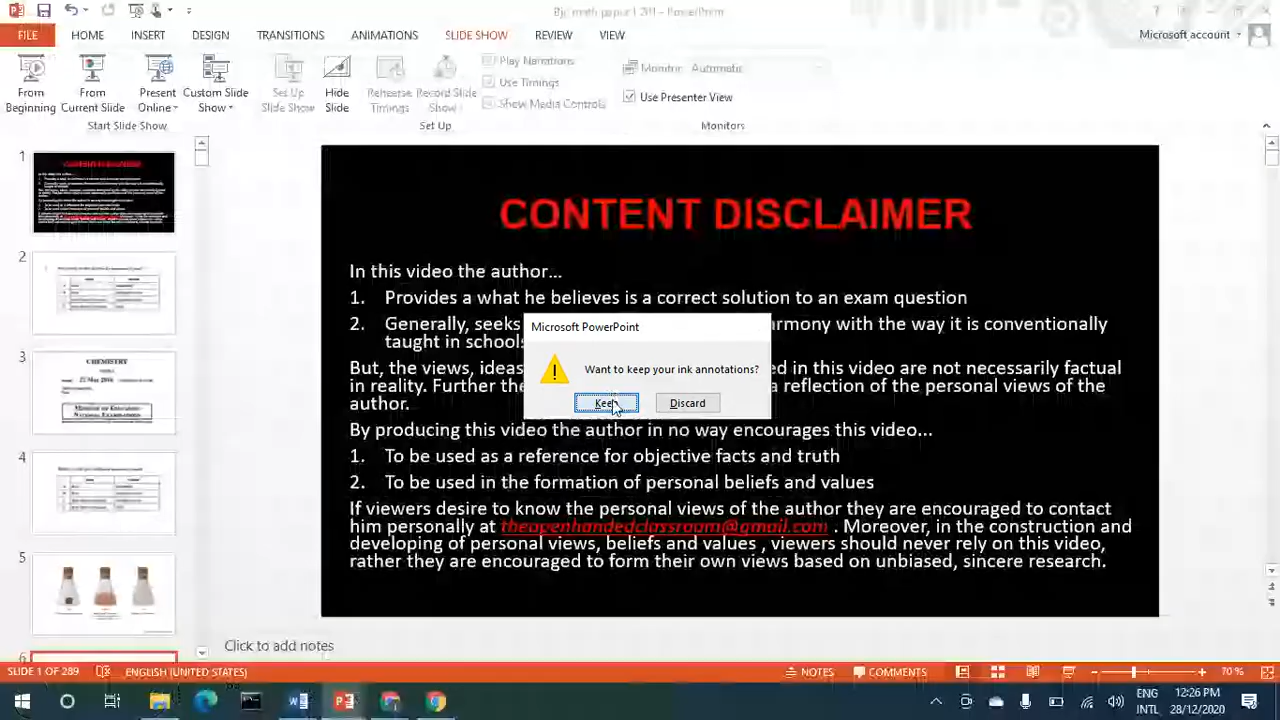 FILE HOME INSERT DESIGN TRANSITIONS ANIMATIONS SLIDE SHOW REVIEW VIEW
Microsoft account
From Beginning
From Current Slide
Present Online
Custom Slide Show
Set Up Slide Show
Hide Slide
Rehearse Timings
Record Slide Show
Play Narrations
Use Timings
Show Media Controls
Monitor: Automatic
Use Presenter View
Start Slide Show
Set Up
Monitors
1
2
3
CHEMISTRY
4
5
6
CONTENT DISCLAIMER
In this video the author...
1. Provides a what he believes is a correct solution to an exam question
2. Generally, seeks armony with the way it is conventionally
taught in schools
But, the views, ideas d in this video are not necessarily factual
in reality. Further the a reflection of the personal views of the
author.
By producing this video the author in no way encourages this video...
1. To be used as a reference for objective facts and truth
2. To be used in the formation of personal beliefs and values
If viewers desire to know the personal views of the author they are encouraged to contact
him personally at theopenhandedclassroom@gmail.com . Moreover, in the construction and
developing of personal views, beliefs and values , viewers should never rely on this video,
rather they are encouraged to form their own views based on unbiased, sincere research.
Microsoft PowerPoint
Want to keep your ink annotations?
Keep
Discard
Click to add notes
SLIDE 1 OF 289 ENGLISH (UNITED STATES) NOTES COMMENTS 70 %
ENG
INTL
12:26 PM
28/12/2020